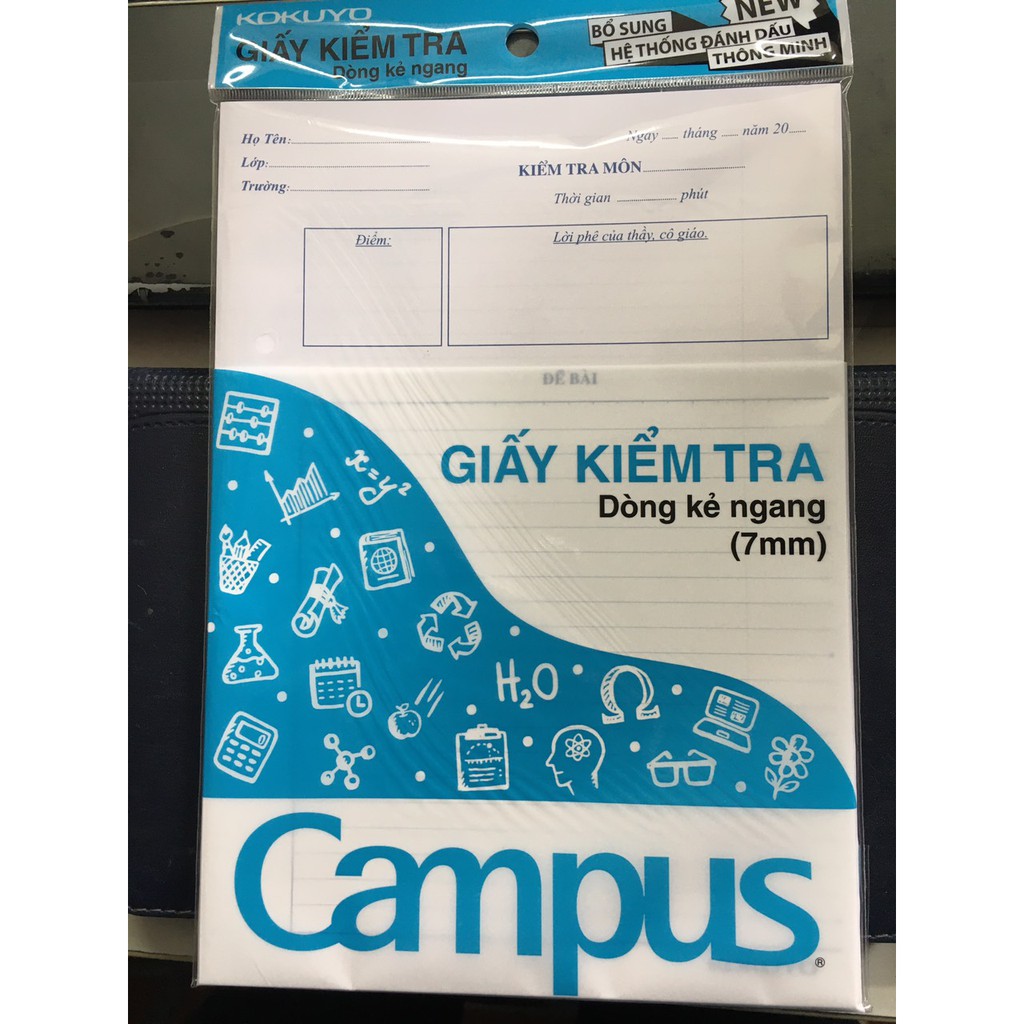 KOKUYO
GIẤY KIỂM TRA
Dòng kẻ ngang
NEW
BỔ SUNG
HỆ THỐNG ĐÁNH DẤU
THÔNG MINH
Họ Tên:
Ngày ..... tháng ..... năm 20.....
Lớp:
KIỂM TRA MÔN
Trường:
Thời gian .................. phút
Điểm:
Lời phê của thầy, cô giáo.
ĐỀ BÀI
GIẤY KIỂM TRA
Dòng kẻ ngang
(7mm)
x=y²
H₂O
Ω
Campus®